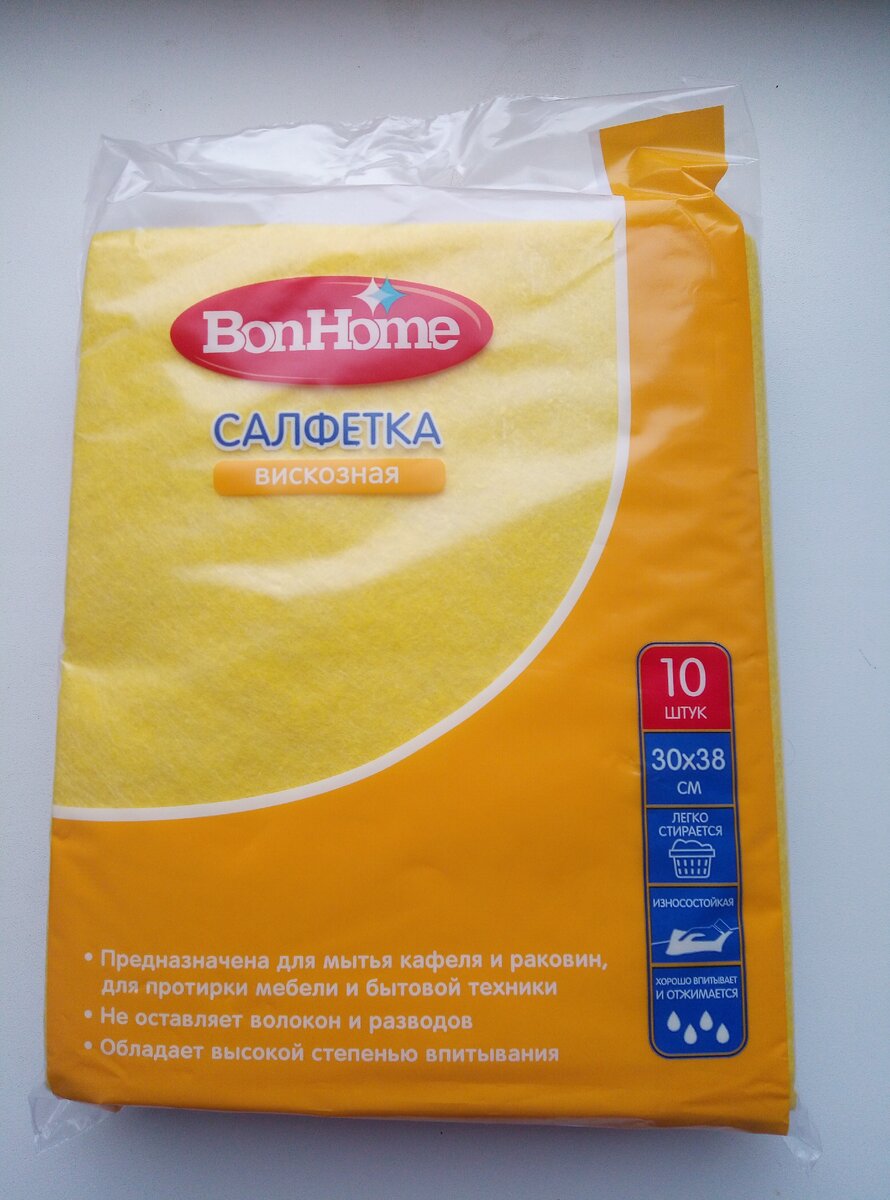 BonHome
САЛФЕТКА
вискозная
10
ШТУК
30х38
СМ
ЛЕГКО
СТИРАЕТСЯ
ИЗНОСОСТОЙКАЯ
ХОРОШО ВПИТЫВАЕТ
И ОТЖИМАЕТСЯ
• Предназначена для мытья кафеля и раковин,
для протирки мебели и бытовой техники
• Не оставляет волокон и разводов
• Обладает высокой степенью впитывания